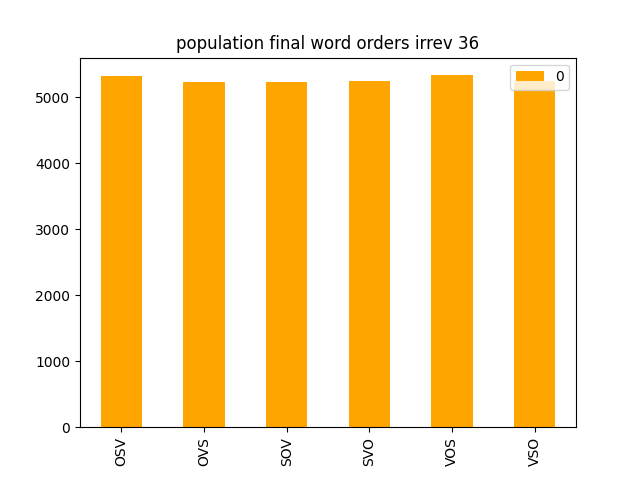 population final word orders irrev 36
0
5000
4000
3000
2000
1000
0
OSV
OVS
SOV
SVO
VOS
VSO